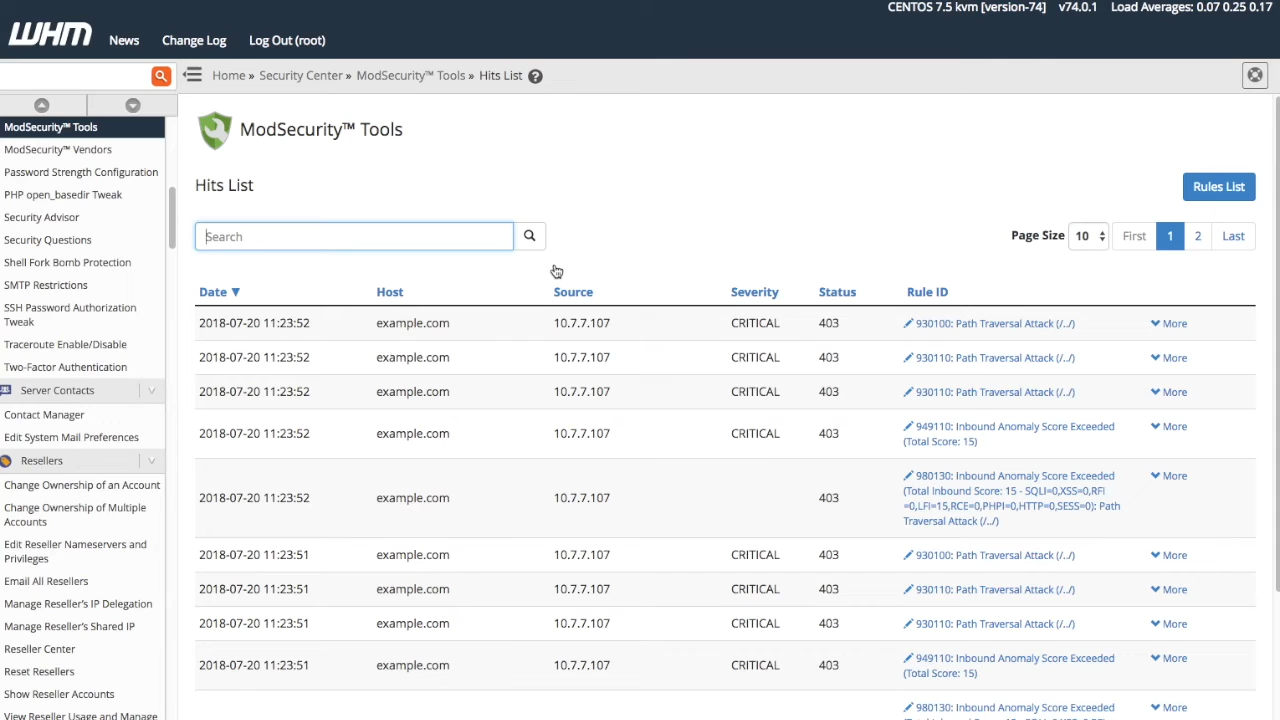 CENTOS 7.5 kvm [version-74] v74.0.1 Load Averages: 0.07 0.25 0.17
WHM News Change Log Log Out (root)
Home » Security Center » ModSecurity™ Tools » Hits List
ModSecurity™ Tools
ModSecurity™ Vendors
Password Strength Configuration
PHP open_basedir Tweak
Security Advisor
Security Questions
Shell Fork Bomb Protection
SMTP Restrictions
SSH Password Authorization
Tweak
Traceroute Enable/Disable
Two-Factor Authentication
Server Contacts
Contact Manager
Edit System Mail Preferences
Resellers
Change Ownership of an Account
Change Ownership of Multiple
Accounts
Edit Reseller Nameservers and
Privileges
Email All Resellers
Manage Reseller's IP Delegation
Manage Reseller's Shared IP
Reseller Center
Reset Resellers
Show Reseller Accounts
View Reseller Usage and Manage
ModSecurity™ Tools
Hits List
Rules List
Search
Page Size 10 First 1 2 Last
Date ▼ Host Source Severity Status Rule ID
2018-07-20 11:23:52 example.com 10.7.7.107 CRITICAL 403 930100: Path Traversal Attack (/../) More
2018-07-20 11:23:52 example.com 10.7.7.107 CRITICAL 403 930110: Path Traversal Attack (/../) More
2018-07-20 11:23:52 example.com 10.7.7.107 CRITICAL 403 930110: Path Traversal Attack (/../) More
2018-07-20 11:23:52 example.com 10.7.7.107 CRITICAL 403 949110: Inbound Anomaly Score Exceeded More
(Total Score: 15)
2018-07-20 11:23:52 example.com 10.7.7.107 403 980130: Inbound Anomaly Score Exceeded More
(Total Inbound Score: 15 - SQLI=0,XSS=0,RFI
=0,LFI=15,RCE=0,PHPI=0,HTTP=0,SESS=0): Path
Traversal Attack (/../)
2018-07-20 11:23:51 example.com 10.7.7.107 CRITICAL 403 930100: Path Traversal Attack (/../) More
2018-07-20 11:23:51 example.com 10.7.7.107 CRITICAL 403 930110: Path Traversal Attack (/../) More
2018-07-20 11:23:51 example.com 10.7.7.107 CRITICAL 403 930110: Path Traversal Attack (/../) More
2018-07-20 11:23:51 example.com 10.7.7.107 CRITICAL 403 949110: Inbound Anomaly Score Exceeded More
(Total Score: 15)
980130: Inbound Anomaly Score Exceeded More